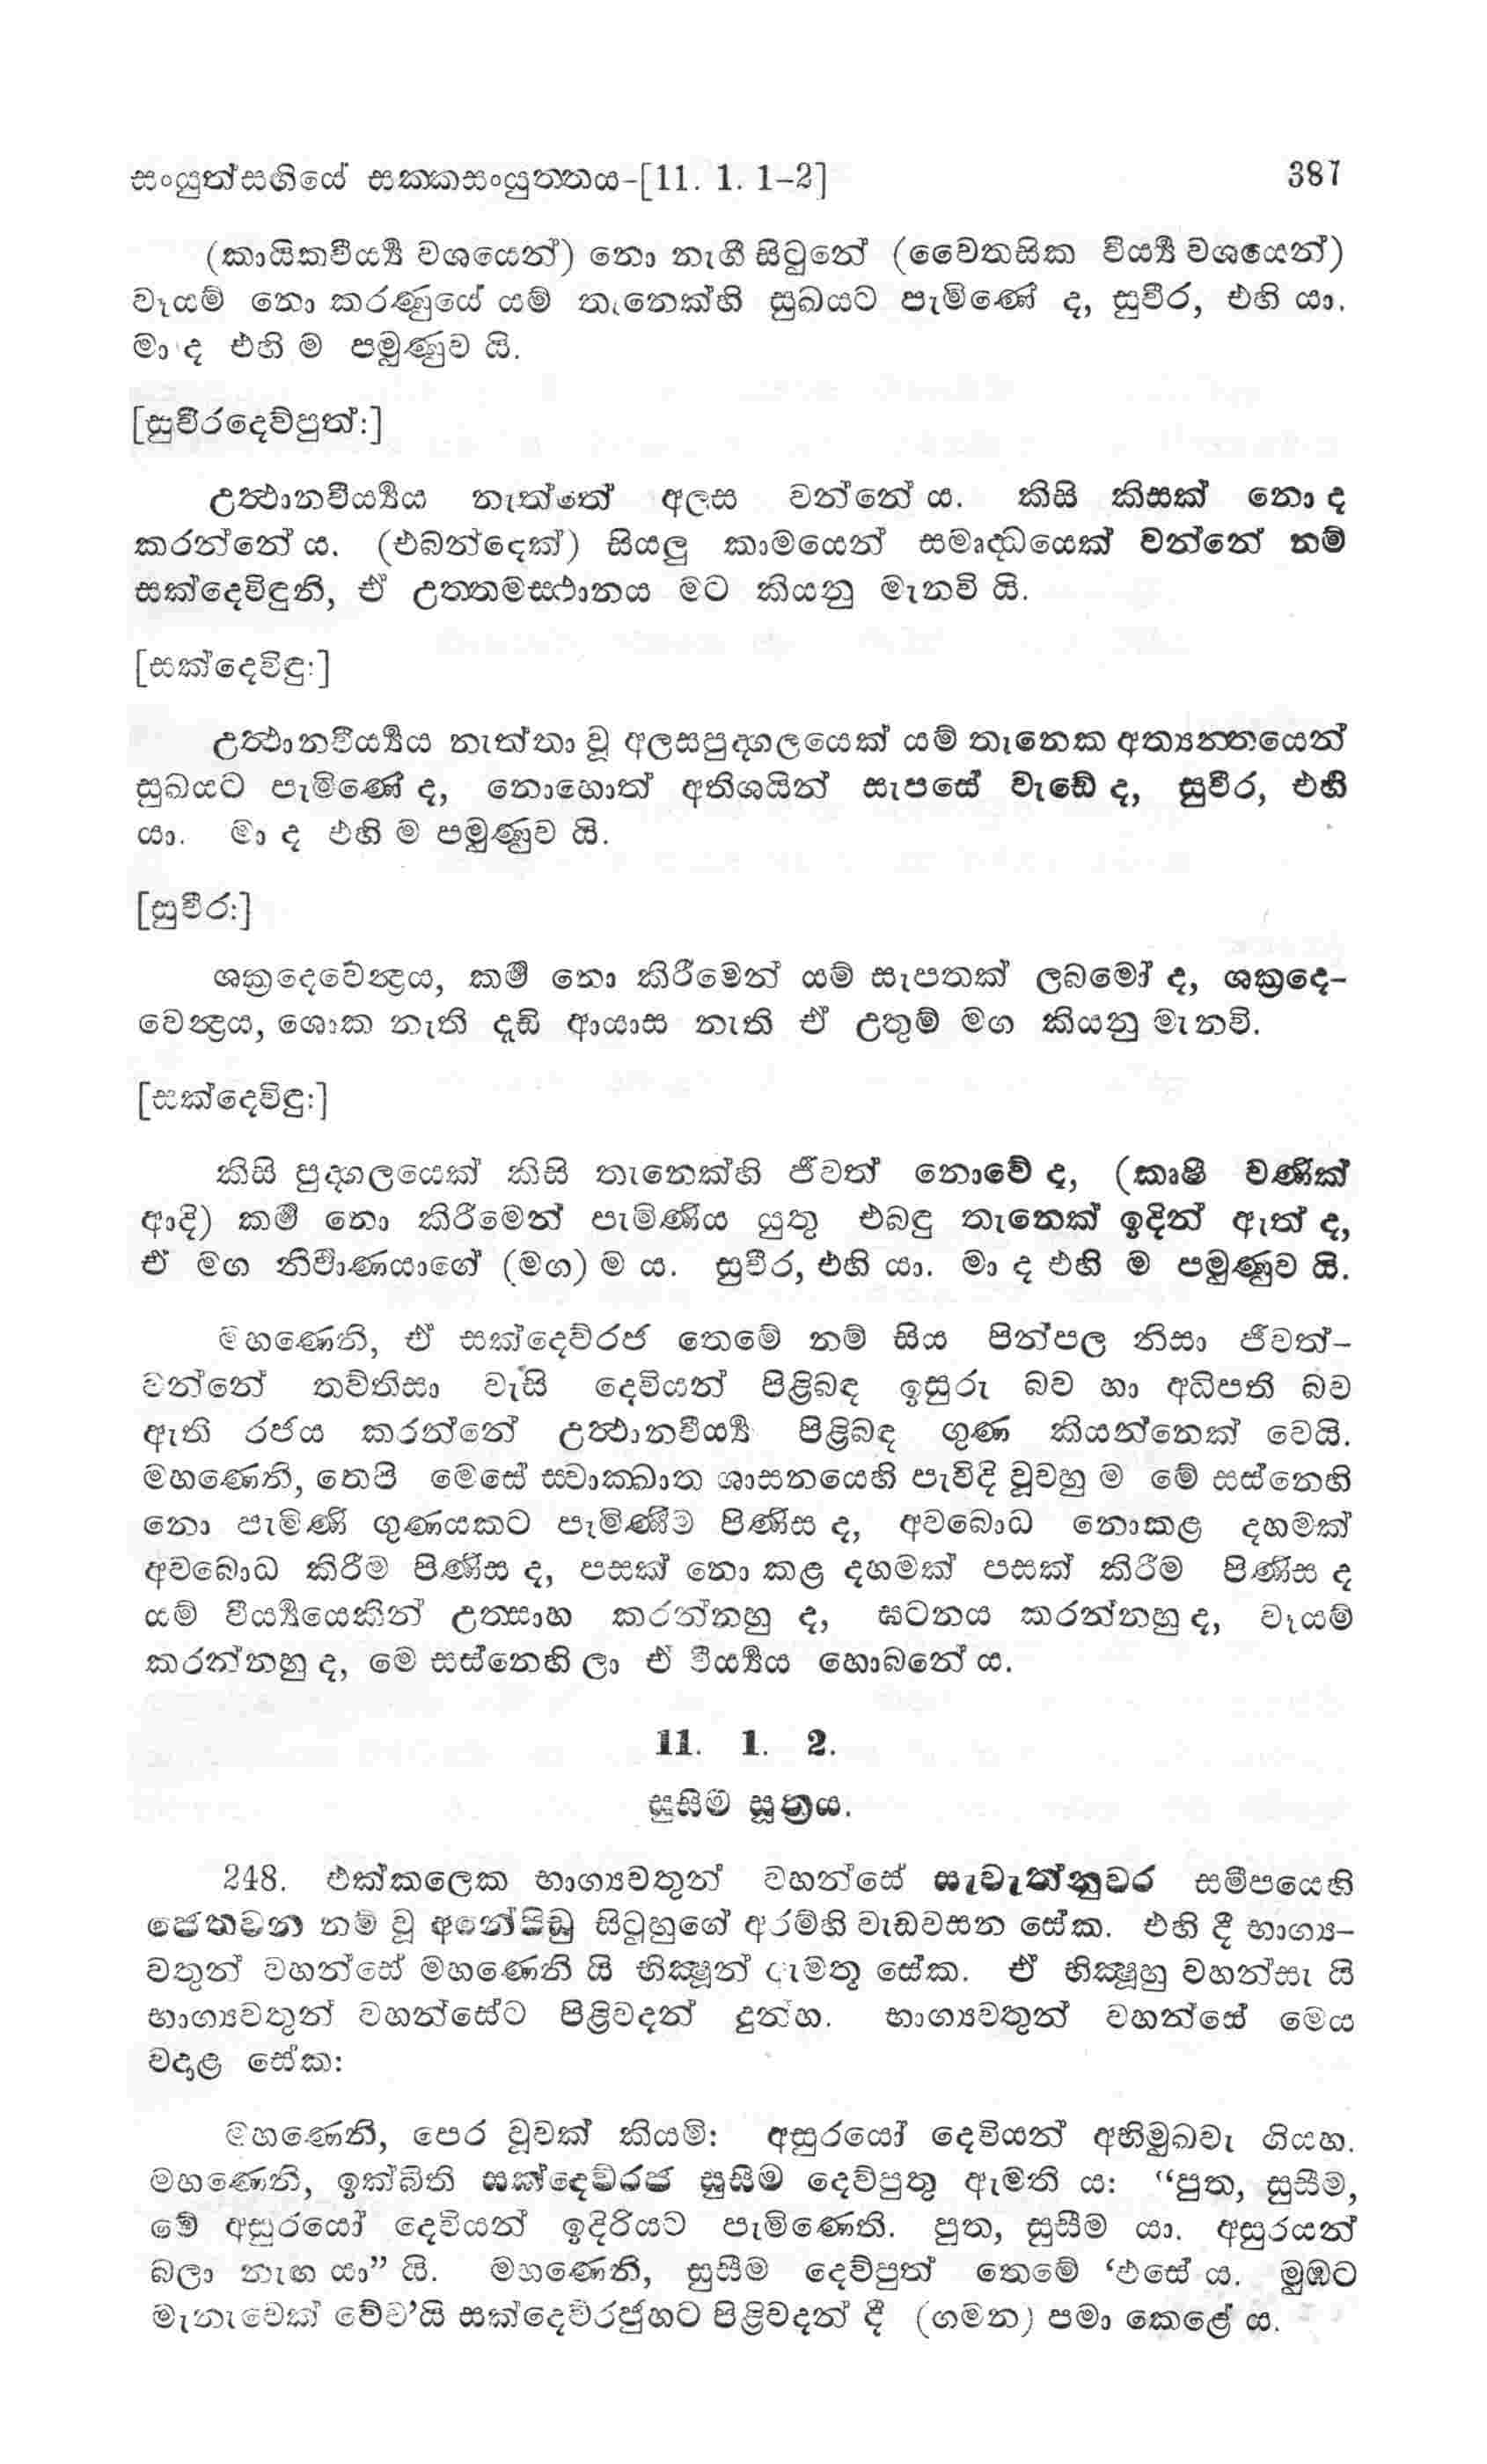 සංයුත්සඟියේ සක්කසංයුත්තය-[11. 1. 1-2] 387
(කායිකවීර්‍ය්‍ය වශයෙන්) නො නැගී සිටුනේ (චෛතසික වීර්‍ය්‍ය වශයෙන්)
වෑයම් නො කරණුයේ යම් තැනෙක්හි සුඛයට පැමිණේ ද, සුවීර, එහි යා.
මා ද එහි ම පමුණුව යි.
[සුවීරදෙව්පුත්:]
උත්ථානවීර්‍ය්‍යය නැත්තේ අලස වන්නේ ය. කිසි කිසක් නො ද
කරන්නේ ය. (එබන්දෙක්) සියලු කාමයෙන් සමෘද්ධයෙක් වන්නේ නම්
සක්දෙවිඳුනි, ඒ උත්තමස්ථානය මට කියනු මැනවි යි.
[සක්දෙවිඳු:]
උත්ථානවීර්‍ය්‍යය නැත්තා වූ අලසපුද්ගලයෙක් යම් තැනෙක අත්‍යන්තයෙන්
සුඛයට පැමිණේ ද, නොහොත් අතිශයින් සැපසේ වැඩේ ද, සුවීර, එහි
යා. මා ද එහි ම පමුණුව යි.
[සුවීර:]
ශක්‍රදෙවේන්‍ද්‍රය, කර්‍ම නො කිරීමෙන් යම් සැපතක් ලබමෝ ද, ශක්‍රදෙ-
වෙන්‍ද්‍රය, ශොක නැති දැඩි ආයාස නැති ඒ උතුම් මග කියනු මැනවි.
[සක්දෙවිඳු:]
කිසි පුද්ගලයෙක් කිසි තැනෙක්හි ජීවත් නොවේ ද, (කෘෂි වණික්
ආදි) කර්‍ම නො කිරීමෙන් පැමිණිය යුතු එබඳු තැනෙක් ඉදින් ඇත් ද,
ඒ මග නිර්‍වාණයාගේ (මග) ම ය. සුවීර, එහි යා. මා ද එහි ම පමුණුව යි.
මහණෙනි, ඒ සක්දෙව්රජ තෙමේ නම් සිය පින්පල නිසා ජීවත්-
වන්නේ තව්තිසා වැසි දෙවියන් පිළිබඳ ඉසුරු බව හා අධිපති බව
ඇති රජය කරන්නේ උත්ථානවීර්‍ය්‍ය පිළිබඳ ගුණ කියන්නෙක් වෙයි.
මහණෙනි, තෙපි මෙසේ ස්වාක්ඛාත ශාසනයෙහි පැවිදි වූවහු ම මේ සස්නෙහි
නො පැමිණි ගුණයකට පැමිණීම පිණිස ද, අවබොධ නොකළ දහමක්
අවබොධ කිරීම පිණිස ද, පසක් නො කළ දහමක් පසක් කිරීම පිණිස ද
යම් වීර්‍ය්‍යයෙකින් උත්සාහ කරන්නහු ද, ඝටනය කරන්නහු ද, වෑයම්
කරන්නහු ද, මෙ සස්නෙහි ලා ඒ වීර්‍ය්‍යය හොබනේ ය.
11. 1. 2.
සුසීම සූත්‍රය.
248. එක්කලෙක භාග්‍යවතුන් වහන්සේ සැවැත්නුවර සමීපයෙහි
ජෙතවන නම් වූ අනේපිඬු සිටුහුගේ අරම්හි වැඩවසන සේක. එහි දී භාග්‍ය-
වතුන් වහන්සේ මහණෙනි යි භික්‍ෂූන් ඇමතූ සේක. ඒ භික්‍ෂූහු වහන්සැ යි
භාග්‍යවතුන් වහන්සේට පිළිවදන් දුන්හ. භාග්‍යවතුන් වහන්සේ මෙය
වදාළ සේක:
මහණෙනි, පෙර වූවක් කියමි: අසුරයෝ දෙවියන් අභිමුඛවැ ගියහ.
මහණෙනි, ඉක්බිති සක්දෙව්රජ සුසීම දෙව්පුතු ඇමති ය: “පුත, සුසීම,
මේ අසුරයෝ දෙවියන් ඉදිරියට පැමිණෙති. පුත, සුසීම යා. අසුරයන්
බලා නැඟ යා” යි. මහණෙනි, සුසීම දෙව්පුත් තෙමේ ‘එසේ ය. මුඹට
මැනැවෙක් වේව’යි සක්දෙව්රජුහට පිළිවදන් දී (ගමන) පමා කෙළේ ය.